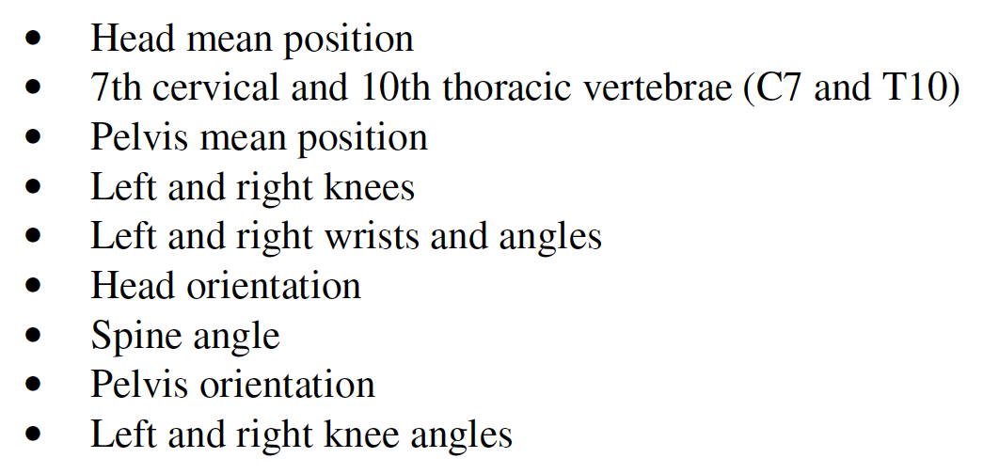 • Head mean position
• 7th cervical and 10th thoracic vertebrae (C7 and T10)
• Pelvis mean position
• Left and right knees
• Left and right wrists and angles
• Head orientation
• Spine angle
• Pelvis orientation
• Left and right knee angles